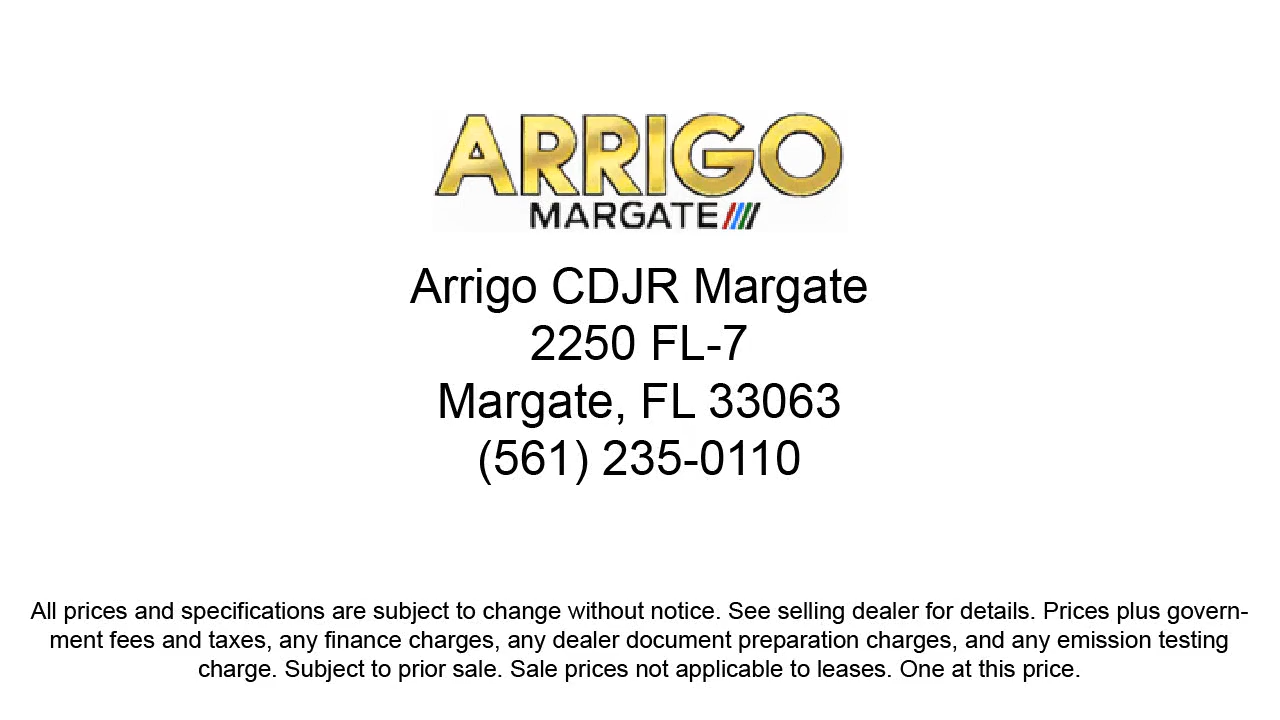 ARRIGO
MARGATE
Arrigo CDJR Margate
2250 FL-7
Margate, FL 33063
(561) 235-0110
All prices and specifications are subject to change without notice. See selling dealer for details. Prices plus govern-
ment fees and taxes, any finance charges, any dealer document preparation charges, and any emission testing
charge. Subject to prior sale. Sale prices not applicable to leases. One at this price.